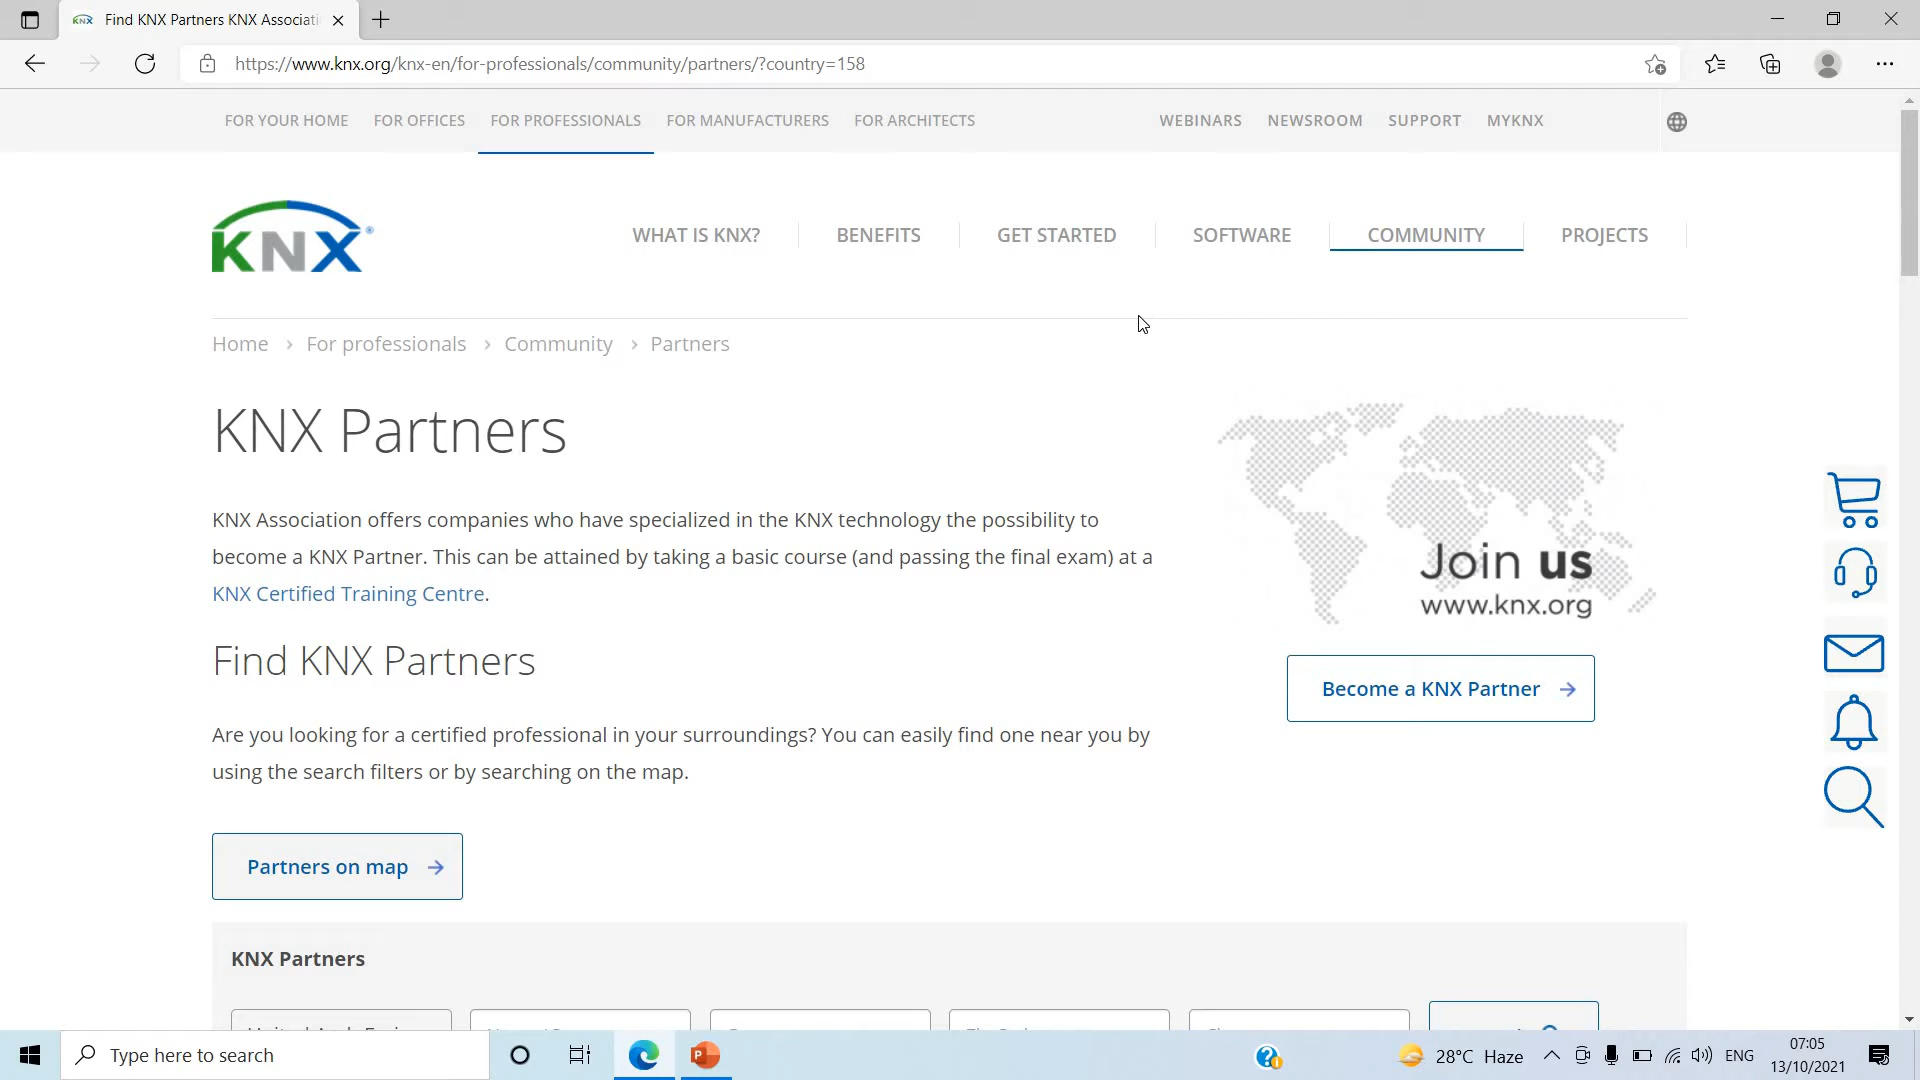 Find KNX Partners KNX Associati
https://www.knx.org/knx-en/for-professionals/community/partners/?country=158
FOR YOUR HOME FOR OFFICES FOR PROFESSIONALS FOR MANUFACTURERS FOR ARCHITECTS WEBINARS NEWSROOM SUPPORT MYKNX
KNX®
WHAT IS KNX? BENEFITS GET STARTED SOFTWARE COMMUNITY PROJECTS
Home > For professionals > Community > Partners
KNX Partners
KNX Association offers companies who have specialized in the KNX technology the possibility to
become a KNX Partner. This can be attained by taking a basic course (and passing the final exam) at a
KNX Certified Training Centre.
Join us
www.knx.org
Become a KNX Partner →
Find KNX Partners
Are you looking for a certified professional in your surroundings? You can easily find one near you by
using the search filters or by searching on the map.
Partners on map →
KNX Partners
Type here to search
28°C Haze
ENG
07:05
13/10/2021